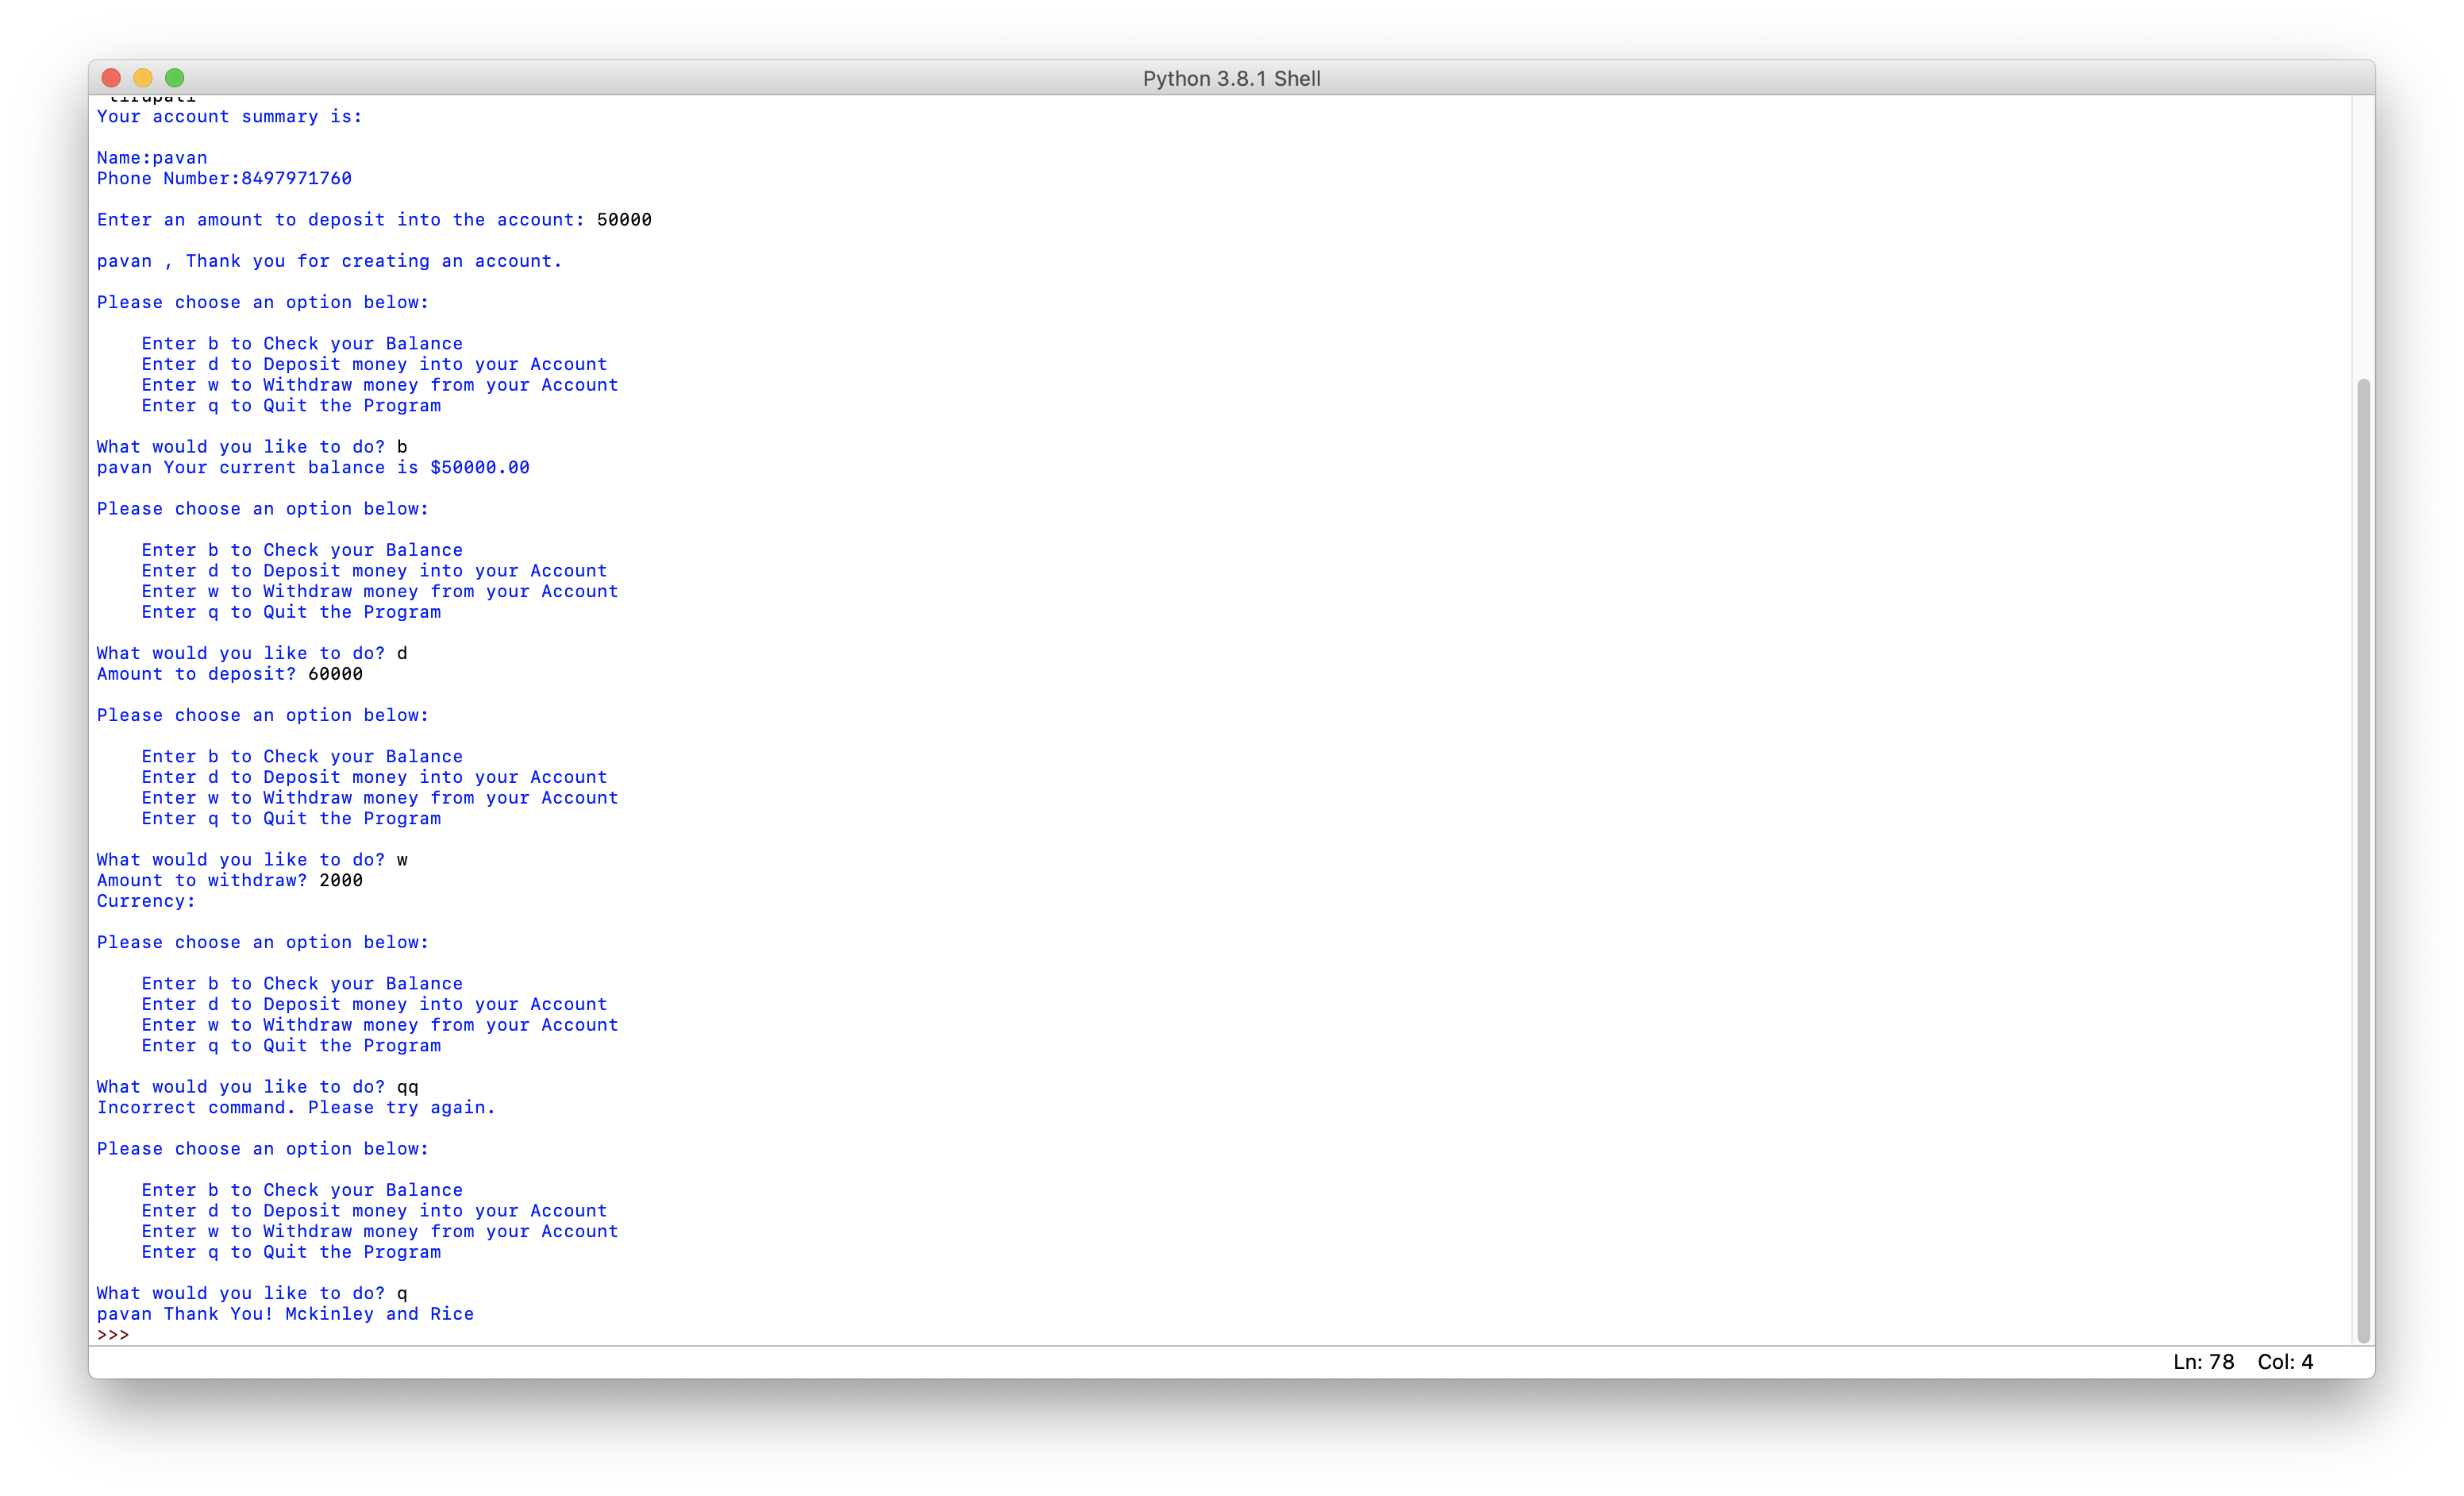 Python 3.8.1 Shell
tirupati
Your account summary is:
Name:pavan
Phone Number:8497971760
Enter an amount to deposit into the account: 50000
pavan , Thank you for creating an account.
Please choose an option below:
Enter b to Check your Balance
Enter d to Deposit money into your Account
Enter w to Withdraw money from your Account
Enter q to Quit the Program
What would you like to do? b
pavan Your current balance is $50000.00
Please choose an option below:
Enter b to Check your Balance
Enter d to Deposit money into your Account
Enter w to Withdraw money from your Account
Enter q to Quit the Program
What would you like to do? d
Amount to deposit? 60000
Please choose an option below:
Enter b to Check your Balance
Enter d to Deposit money into your Account
Enter w to Withdraw money from your Account
Enter q to Quit the Program
What would you like to do? w
Amount to withdraw? 2000
Currency:
Please choose an option below:
Enter b to Check your Balance
Enter d to Deposit money into your Account
Enter w to Withdraw money from your Account
Enter q to Quit the Program
What would you like to do? qq
Incorrect command. Please try again.
Please choose an option below:
Enter b to Check your Balance
Enter d to Deposit money into your Account
Enter w to Withdraw money from your Account
Enter q to Quit the Program
What would you like to do? q
pavan Thank You! Mckinley and Rice
>>>
Ln: 78 Col: 4